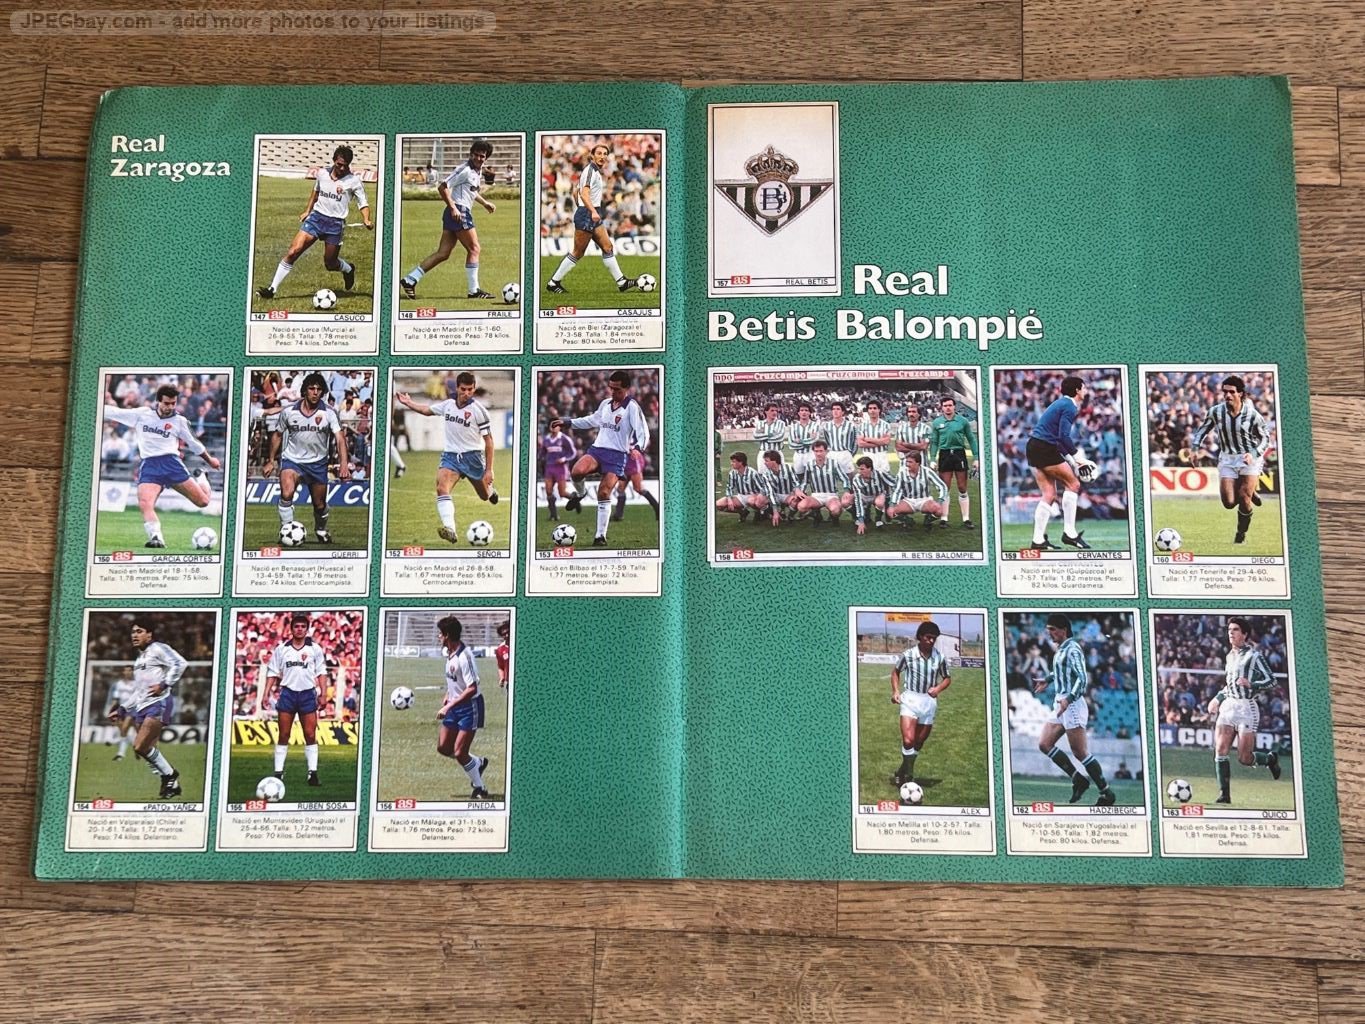 JPEGbay.com - add more photos to your listings
Real
Zaragoza
Balay
147 as
CASUCO
Nació en Lorca (Murcia) el
26-9-55. Talla: 1,78 metros.
Peso: 74 kilos. Defensa.
148 as
FRAILE
Nació en Madrid el 15-1-60.
Talla: 1,84 metros. Peso: 78 kilos.
Defensa.
149 as
CASAJUS
Nació en Biel (Zaragoza) el
27-3-58. Talla: 1,84 metros.
Peso: 80 kilos. Defensa.
Balay
150 as
GARCIA CORTES
Nació en Madrid el 18-1-58.
Talla: 1,78 metros. Peso: 75 kilos.
Defensa
Balay
151 as
GUERRI
Nació en Benasque (Huesca) el
13-4-59. Talla: 1,76 metros.
Peso: 74 kilos. Centrocampista.
Balay
152 as
SEÑOR
Nació en Madrid el 26-8-58.
Talla: 1,67 metros. Peso: 65 kilos.
Centrocampista.
Balay
153 as
HERRERA
Nació en Bilbao el 17-7-59. Talla:
1,77 metros. Peso: 72 kilos.
Centrocampista.
154 as
«PATO» YAÑEZ
Nació en Valparaíso (Chile) el
20-1-61. Talla: 1,72 metros.
Peso: 74 kilos. Delantero.
Balay
155 as
RUBEN SOSA
Nació en Montevideo (Uruguay) el
25-4-66. Talla: 1,72 metros.
Peso: 70 kilos. Delantero.
156 as
PINEDA
Nació en Málaga, el 31-1-59.
Talla: 1,76 metros. Peso: 72 kilos.
Delantero.
157 as
REAL BETIS
Real
Betis Balompié
Cruzcampo
Cruzcampo
Cruzcampo
158 as
R. BETIS BALOMPIE
159 as
CERVANTES
Nació en Irún (Guipúzcoa) el
4-7-57. Talla: 1,82 metros. Peso:
82 kilos. Guardameta.
NO
160 as
DIEGO
Nació en Tenerife el 29-4-60.
Talla: 1,77 metros. Peso: 76 kilos.
Defensa.
161 as
ALEX
Nació en Melilla el 10-2-57. Talla:
1,80 metros. Peso: 76 kilos.
Defensa.
162 as
HADZIBEGIC
Nació en Sarajevo (Yugoslavia) el
7-10-56. Talla: 1,82 metros.
Peso: 80 kilos. Defensa.
163 as
QUICO
Nació en Sevilla el 12-8-61. Talla:
1,81 metros. Peso: 75 kilos.
Defensa.